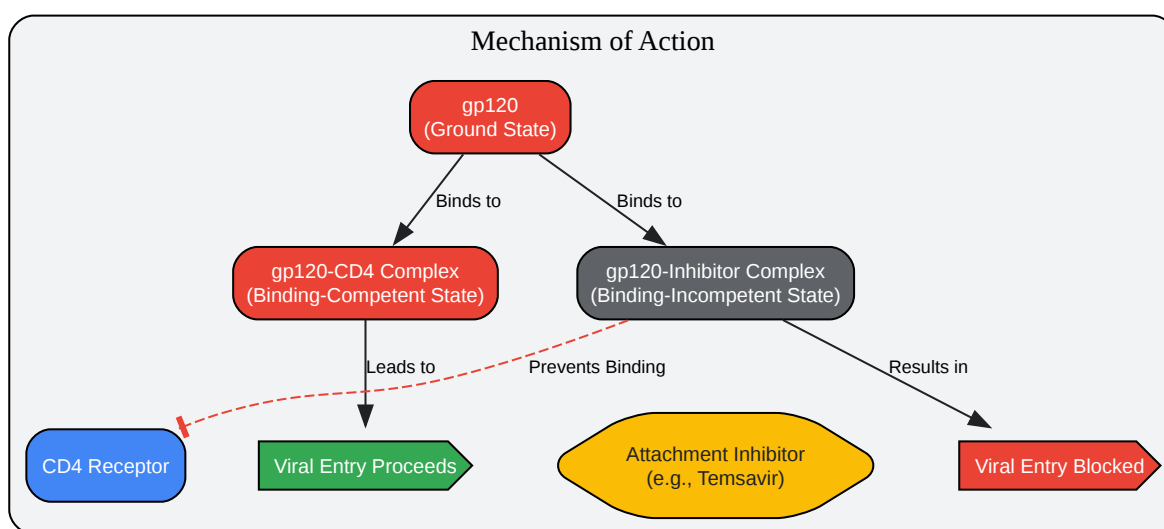 Mechanism of Action
gp120
(Ground State)
Binds to
Binds to
gp120-CD4 Complex
(Binding-Competent State)
gp120-Inhibitor Complex
(Binding-Incompetent State)
Leads to
Prevents Binding
Results in
CD4 Receptor
Viral Entry Proceeds
Attachment Inhibitor
(e.g., Temsavir)
Viral Entry Blocked